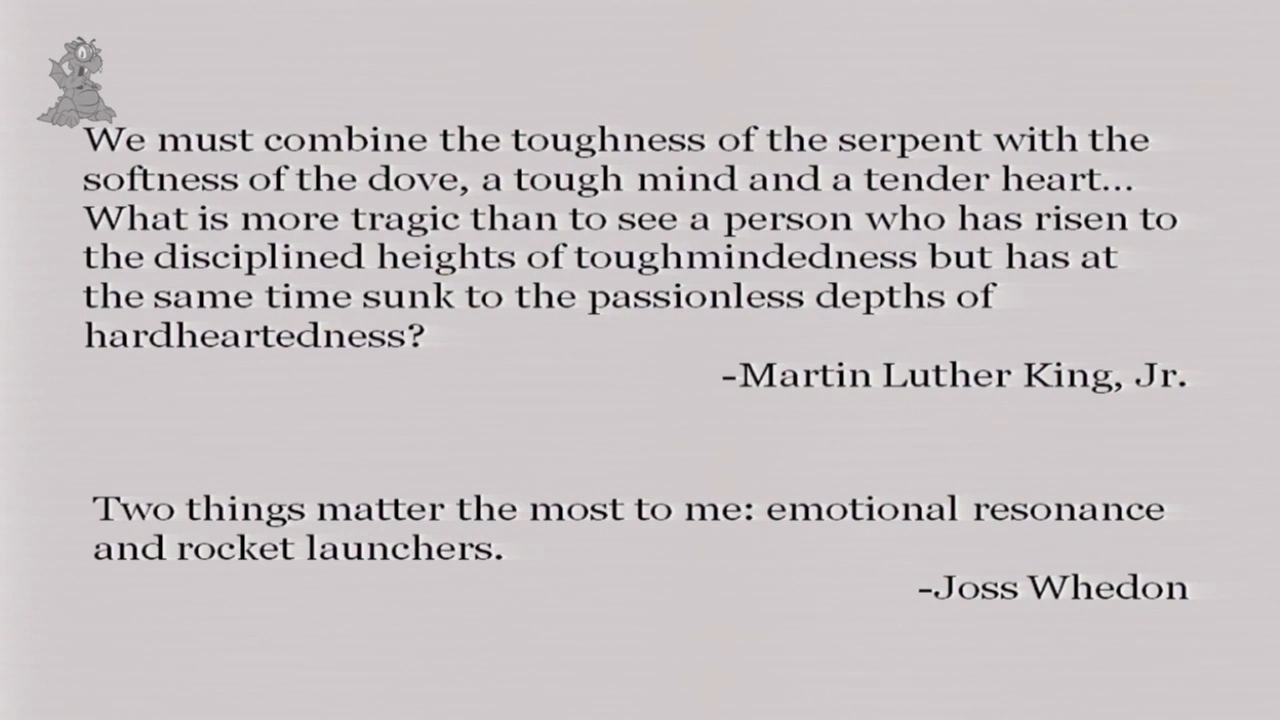 We must combine the toughness of the serpent with the
softness of the dove, a tough mind and a tender heart...
What is more tragic than to see a person who has risen to
the disciplined heights of toughmindedness but has at
the same time sunk to the passionless depths of
hardheartedness?
-Martin Luther King, Jr.
Two things matter the most to me: emotional resonance
and rocket launchers.
-Joss Whedon